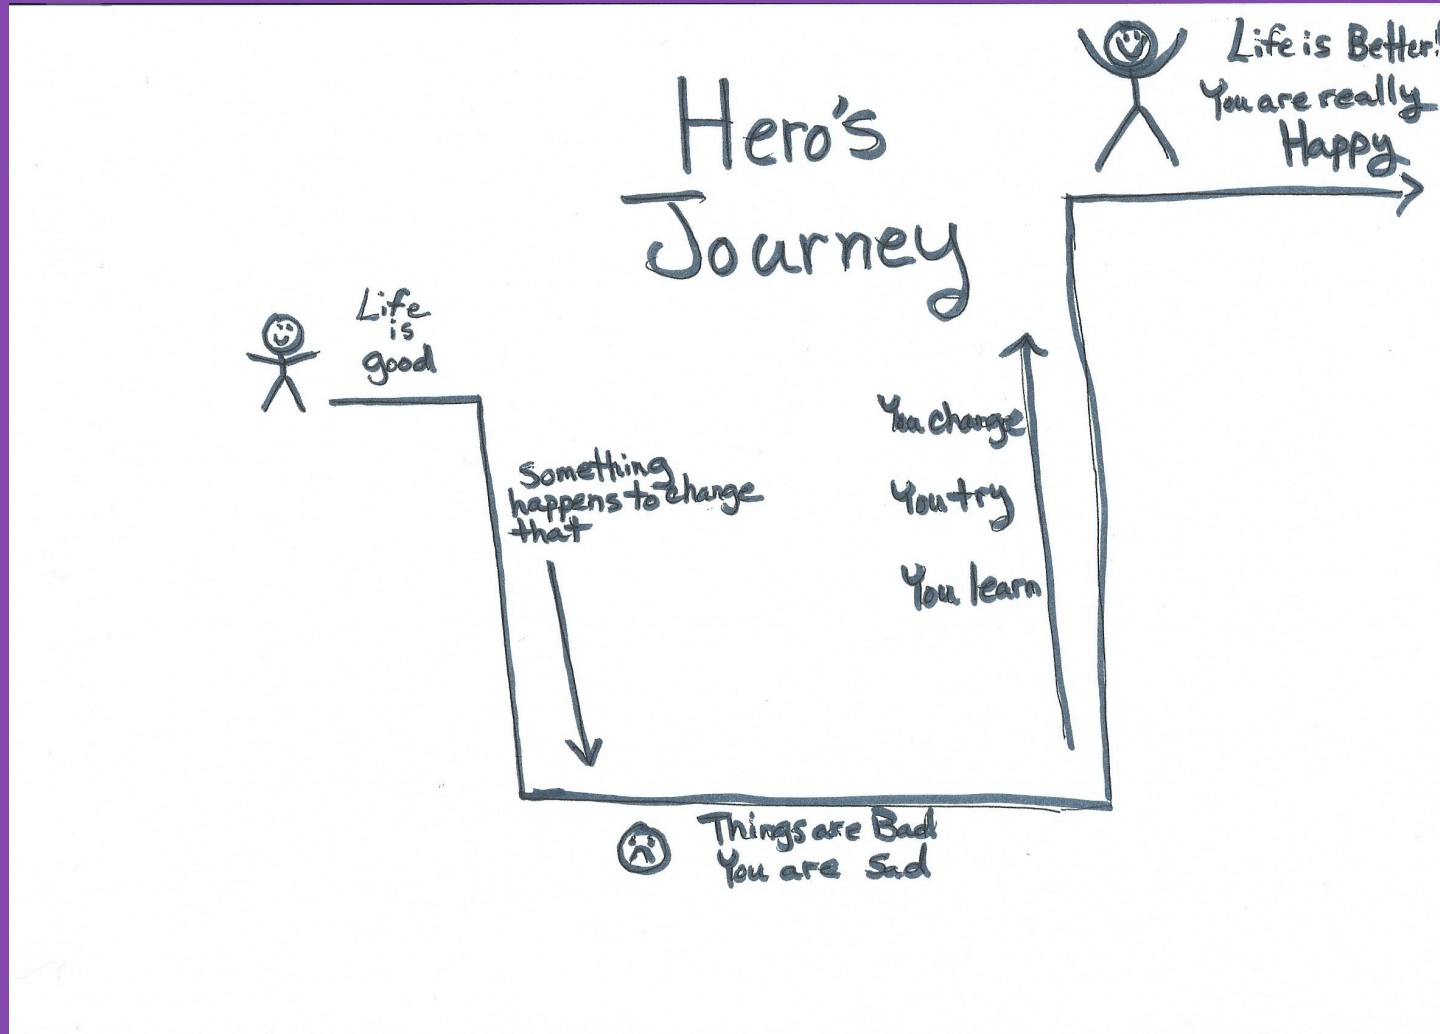 Hero's
Journey
Life is Better!
You are really
Happy
Life
is
good
Something
happens to change
that
You change
You try
You learn
Things are Bad
You are Sad